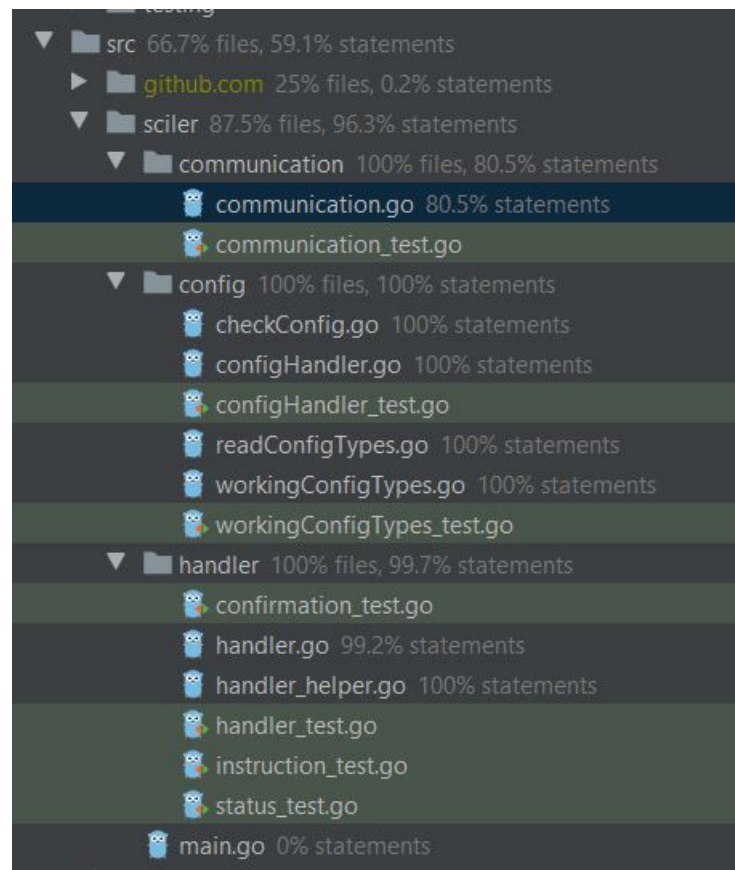 src 66.7% files, 59.1% statements
github.com 25% files, 0.2% statements
sciler 87.5% files, 96.3% statements
communication 100% files, 80.5% statements
communication.go 80.5% statements
communication_test.go
config 100% files, 100% statements
checkConfig.go 100% statements
configHandler.go 100% statements
configHandler_test.go
readConfigTypes.go 100% statements
workingConfigTypes.go 100% statements
workingConfigTypes_test.go
handler 100% files, 99.7% statements
confirmation_test.go
handler.go 99.2% statements
handler_helper.go 100% statements
handler_test.go
instruction_test.go
status_test.go
main.go 0% statements